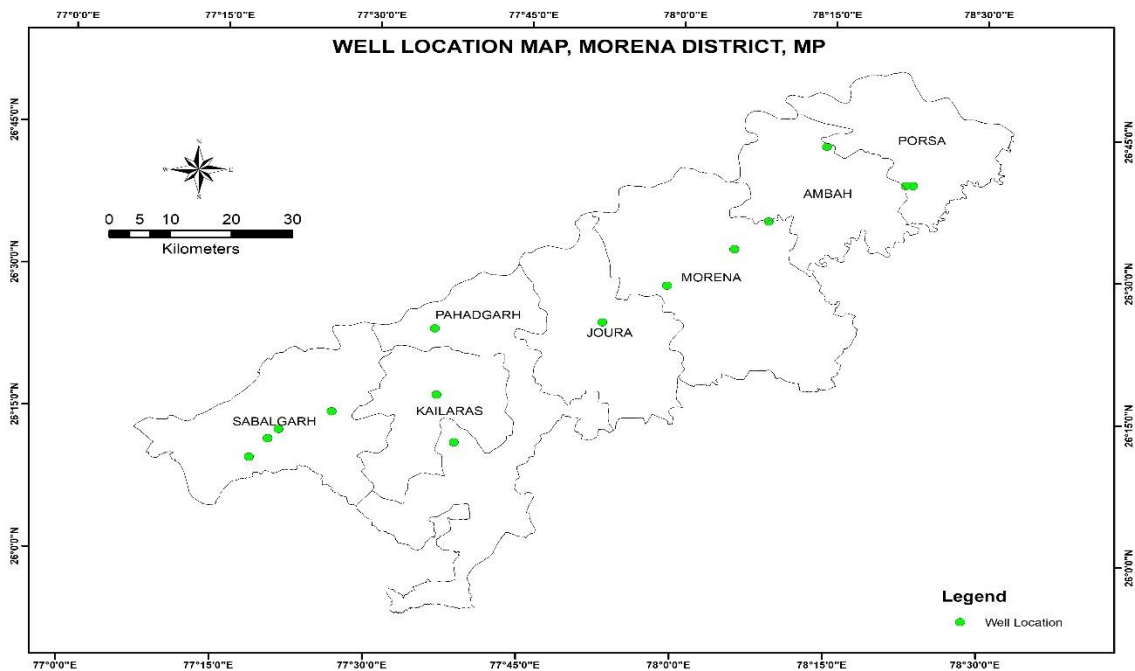 77°0'0"E 77°15'0"E 77°30'0"E 77°45'0"E 78°0'0"E 78°15'0"E 78°30'0"E
WELL LOCATION MAP, MORENA DISTRICT, MP
26°45'0"N
26°45'0"N
PORSA
N
W E
S
AMBAH
0 5 10 20 30
Kilometers
26°30'0"N
MORENA
26°30'0"N
PAHADGARH
JOURA
26°15'0"N
KAILARAS
SABALGARH
26°15'0"N
26°0'0"N
26°0'0"N
Legend
Well Location
77°0'0"E 77°15'0"E 77°30'0"E 77°45'0"E 78°0'0"E 78°15'0"E 78°30'0"E